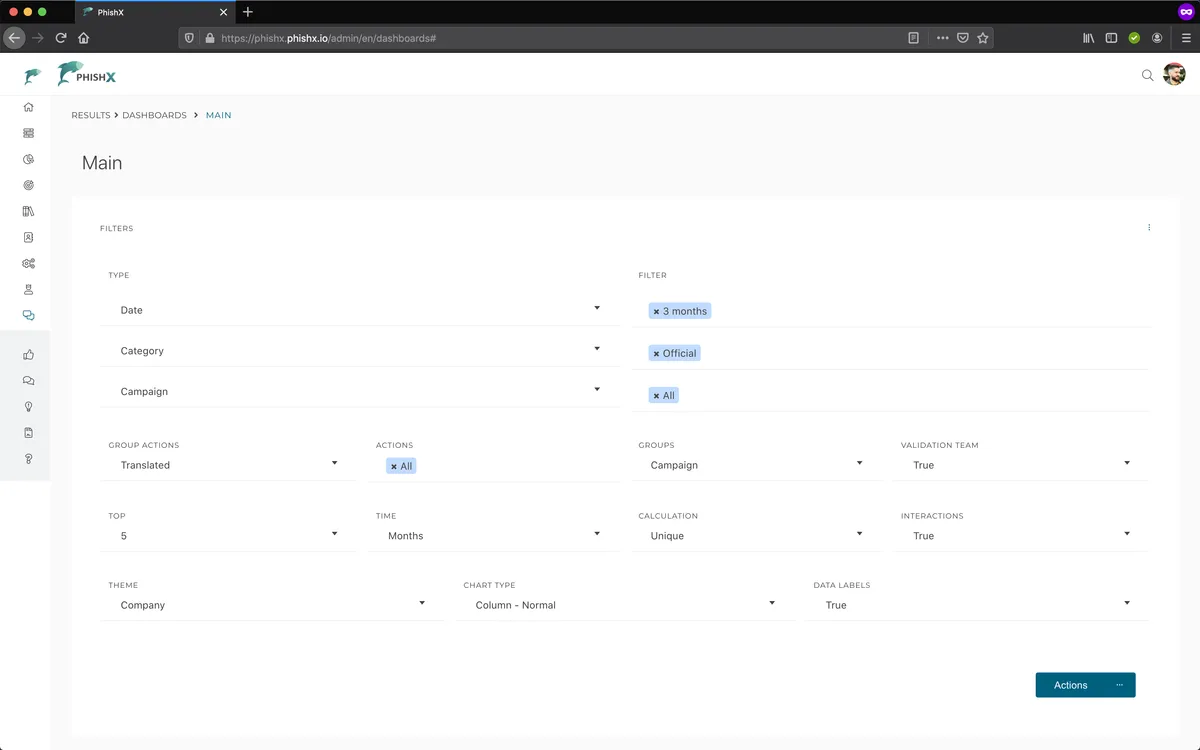 PhishX
https://phishx.phishx.io/admin/en/dashboards#
PHISHX
RESULTS DASHBOARDS MAIN
Main
FILTERS
TYPE FILTER
Date × 3 months
Category × Official
Campaign × All
GROUP ACTIONS ACTIONS GROUPS VALIDATION TEAM
Translated × All Campaign True
TOP TIME CALCULATION INTERACTIONS
5 Months Unique True
THEME CHART TYPE DATA LABELS
Company Column - Normal True
Actions ...